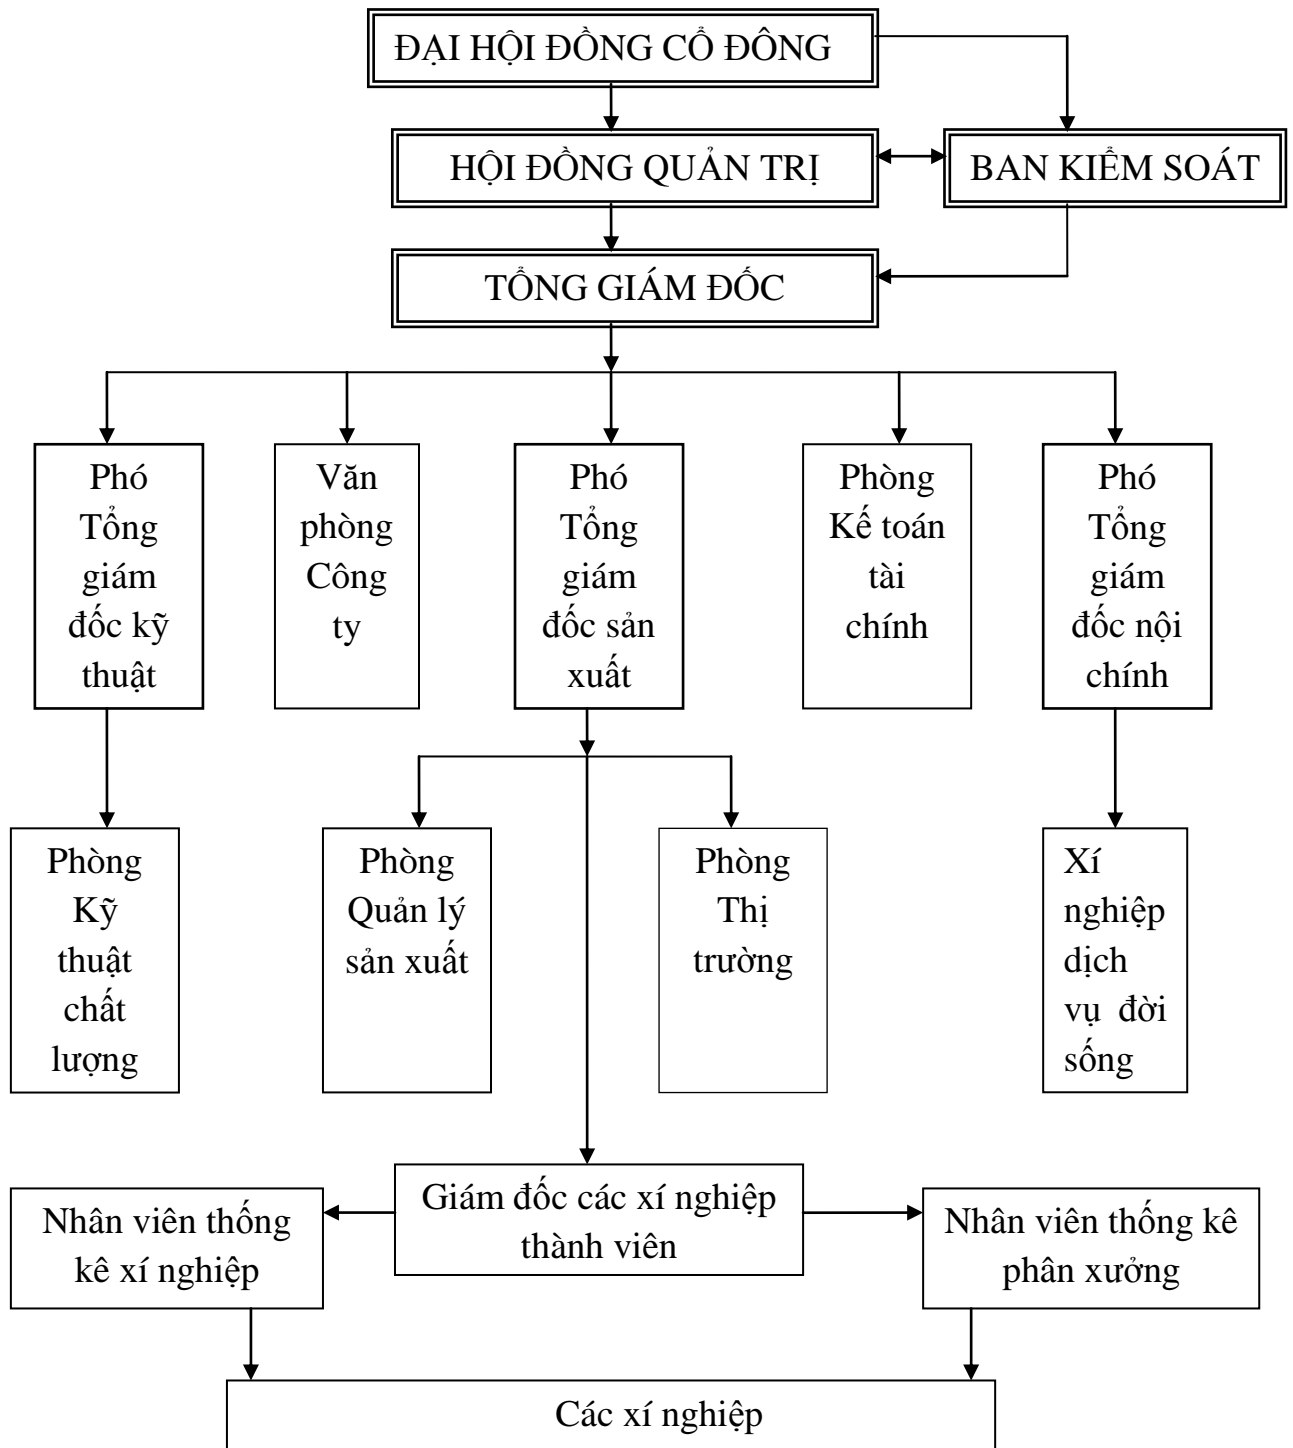 ĐẠI HỘI ĐỒNG CỔ ĐÔNG
HỘI ĐỒNG QUẢN TRỊ
BAN KIỂM SOÁT
TỔNG GIÁM ĐỐC
Phó
Tổng
giám
đốc kỹ
thuật
Văn
phòng
Công
ty
Phó
Tổng
giám
đốc sản
xuất
Phòng
Kế toán
tài
chính
Phó
Tổng
giám
đốc nội
chính
Phòng
Kỹ
thuật
chất
lượng
Phòng
Quản lý
sản xuất
Phòng
Thị
trường
Xí
nghiệp
dịch
vụ đời
sống
Nhân viên thống
kê xí nghiệp
Giám đốc các xí nghiệp
thành viên
Nhân viên thống kê
phân xưởng
Các xí nghiệp